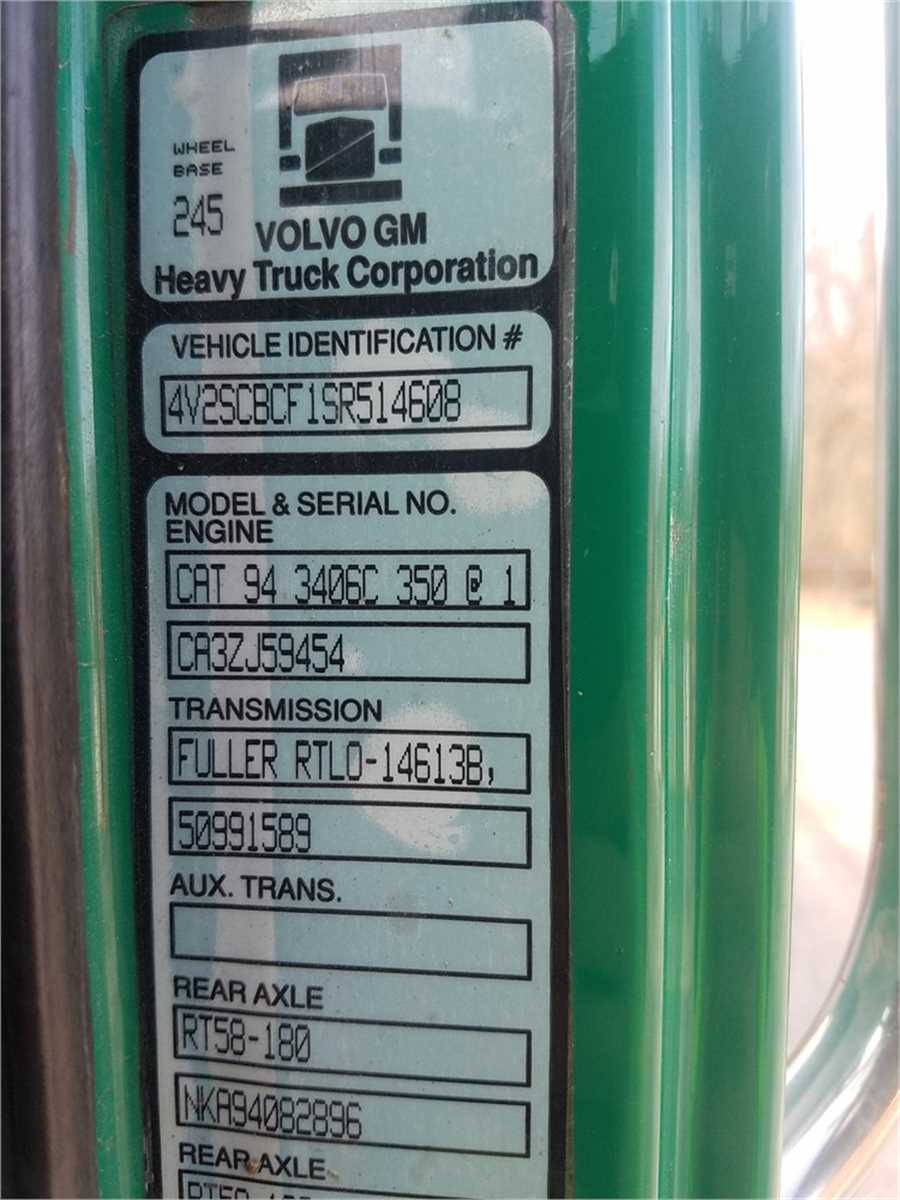 WHEEL
BASE
245
VOLVO GM
Heavy Truck Corporation
VEHICLE IDENTIFICATION #
4V2SCBCF1SR514608
MODEL & SERIAL NO.
ENGINE
CAT 94 3406C 350 @ 1
CA3ZJ59454
TRANSMISSION
FULLER RTLO-14613B,
50991589
AUX. TRANS.
REAR AXLE
RT58-180
NKA94082896
REAR AXLE